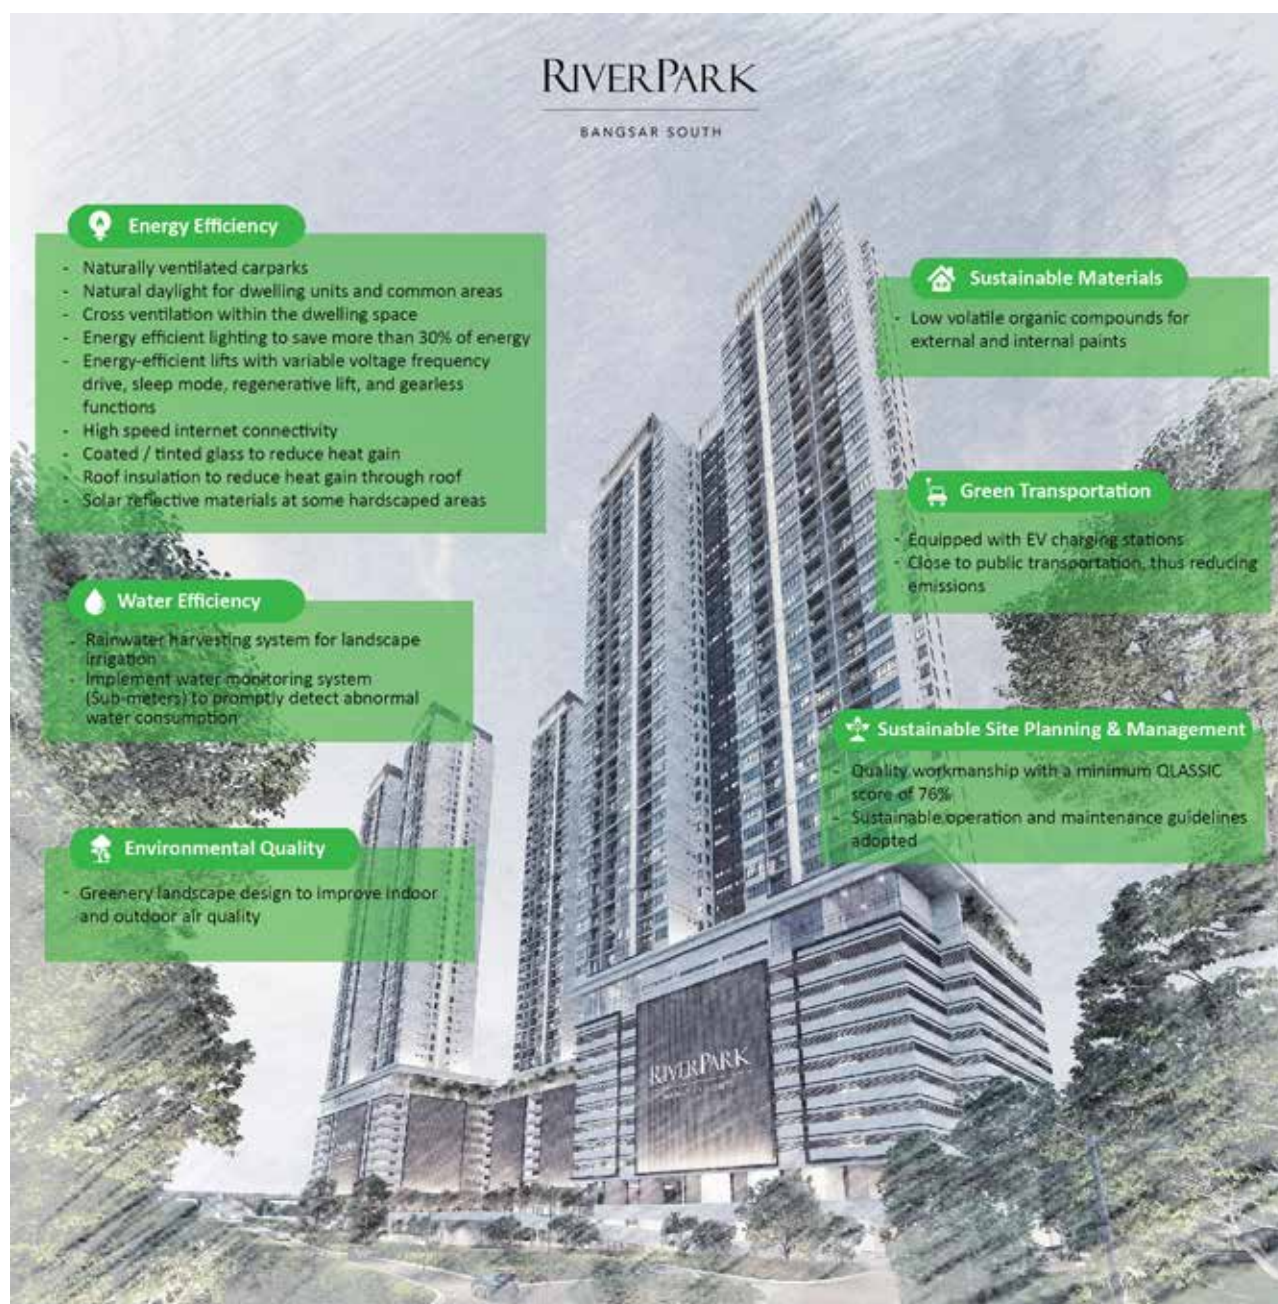 RIVERPARK
BANGSAR SOUTH
Energy Efficiency
- Naturally ventilated carparks
- Natural daylight for dwelling units and common areas
- Cross ventilation within the dwelling space
- Energy efficient lighting to save more than 30% of energy
- Energy-efficient lifts with variable voltage frequency
drive, sleep mode, regenerative lift, and gearless
functions
- High speed internet connectivity
- Coated / tinted glass to reduce heat gain
- Roof insulation to reduce heat gain through roof
- Solar reflective materials at some hardscaped areas
Water Efficiency
- Rainwater harvesting system for landscape
irrigation
- Implement water monitoring system
(Sub-meters) to promptly detect abnormal
water consumption
Environmental Quality
- Greenery landscape design to improve indoor
and outdoor air quality
Sustainable Materials
- Low volatile organic compounds for
external and internal paints
Green Transportation
- Equipped with EV charging stations
- Close to public transportation, thus reducing
emissions
Sustainable Site Planning & Management
- Quality workmanship with a minimum QLASSIC
score of 76%
- Sustainable operation and maintenance guidelines
adopted
RIVERPARK